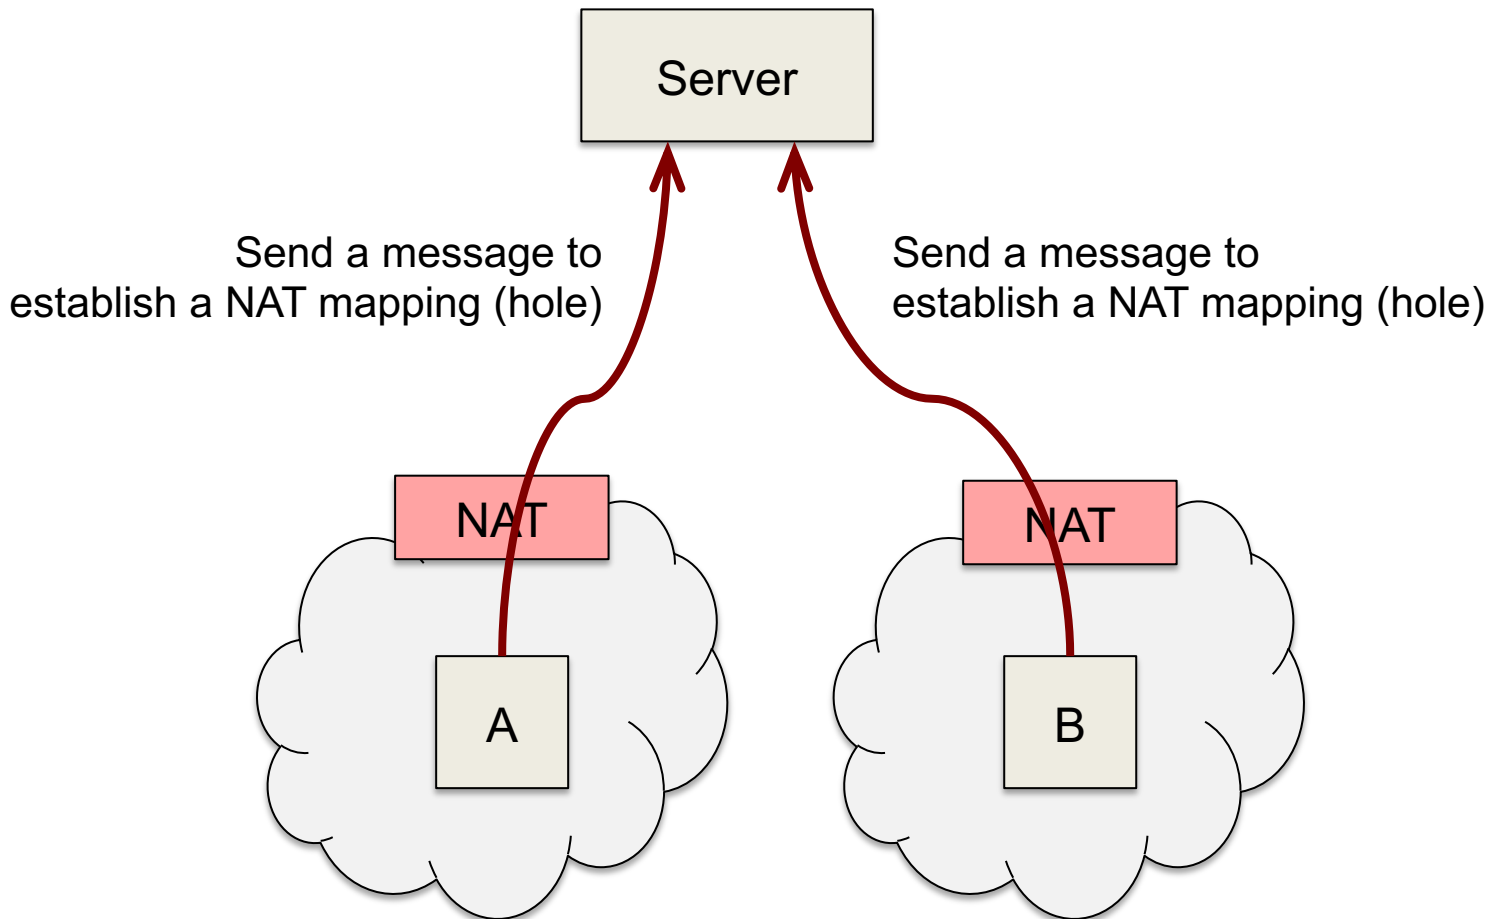 Server
Send a message to
establish a NAT mapping (hole)
Send a message to
establish a NAT mapping (hole)
NAT
NAT
A
B